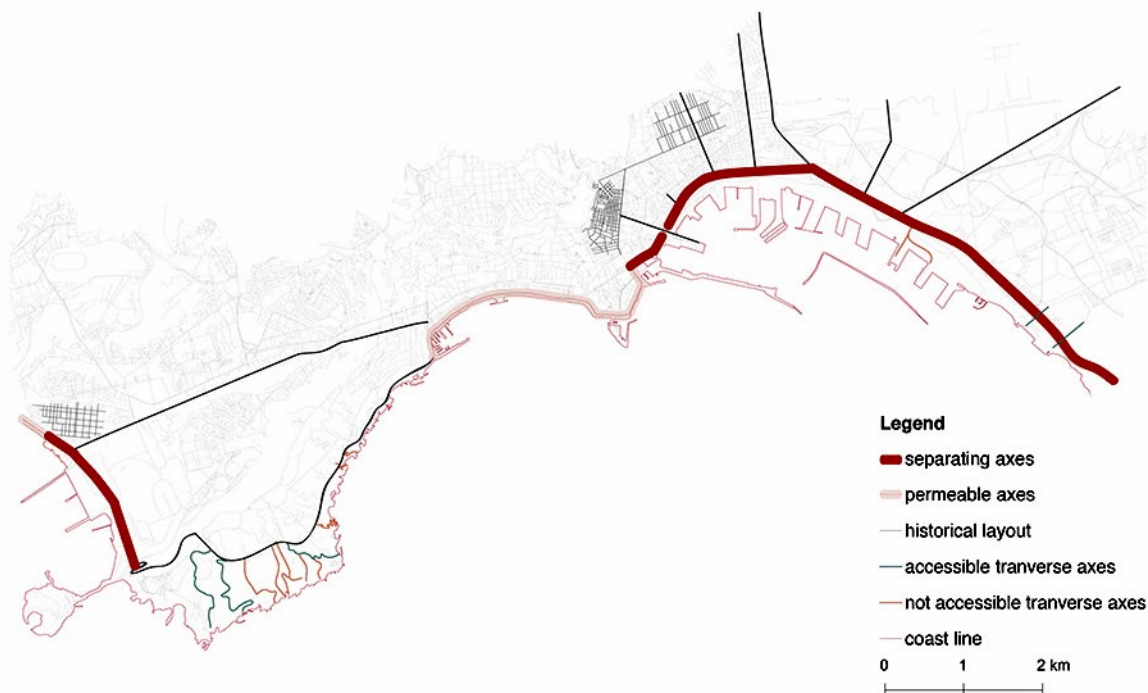 Legend
separating axes
permeable axes
historical layout
accessible tranverse axes
not accessible tranverse axes
coast line
0 1 2 km